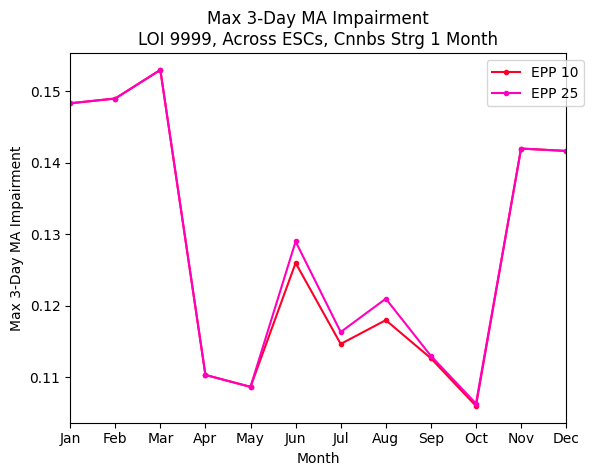 Max 3-Day MA Impairment
LOI 9999, Across ESCs, Cnnbs Strg 1 Month
EPP 10
EPP 25
Max 3-Day MA Impairment
0.15
0.14
0.13
0.12
0.11
Jan Feb Mar Apr May Jun Jul Aug Sep Oct Nov Dec
Month